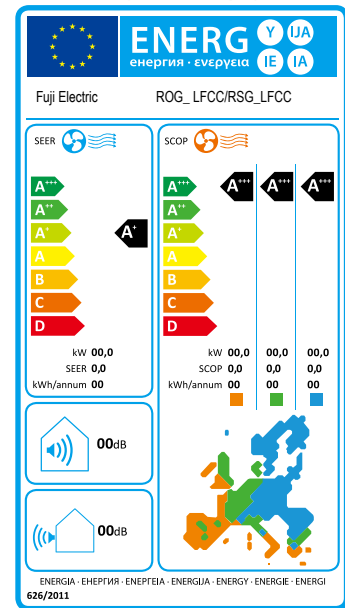 ENERG Y IJA
енергия · ενεργεια IE IA
Fuji Electric ROG_ LFCC/RSG_LFCC
SEER
A+++
A++
A+
A
B
C
D
A+
kW 00,0
SEER 0,0
kWh/annum 00
SCOP
A+++
A++
A+
A
B
C
D
A+++ A+++ A+++
kW 00,0 00,0 00,0
SCOP 0,0 0,0 0,0
kWh/annum 00 00 00
00dB
00dB
ENERGIA · ЕНЕРГИЯ · ΕΝΕΡΓΕΙΑ · ENERGIJA · ENERGY · ENERGIE · ENERGI
626/2011